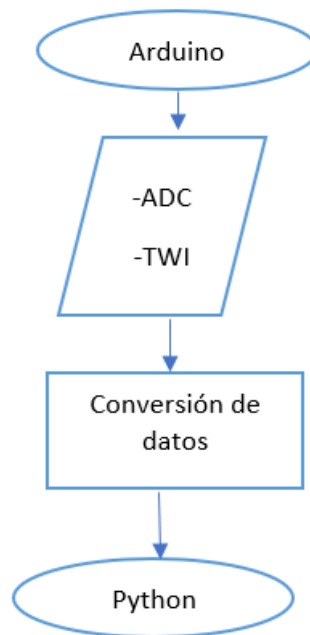 Arduino
-ADC
-TWI
Conversión de
datos
Python